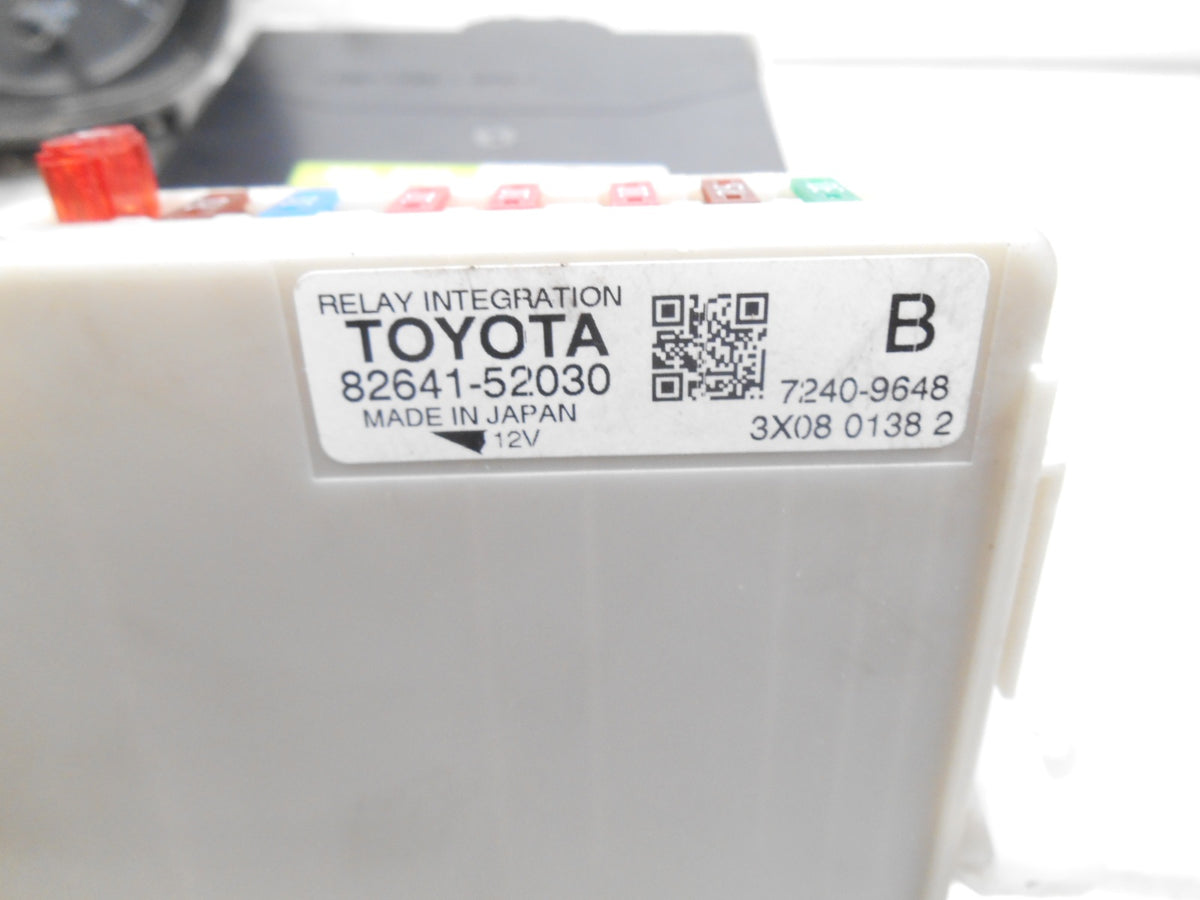 RELAY INTEGRATION
TOYOTA
82641-52030
MADE IN JAPAN
12V
B
7240-9648
3X08 0138 2